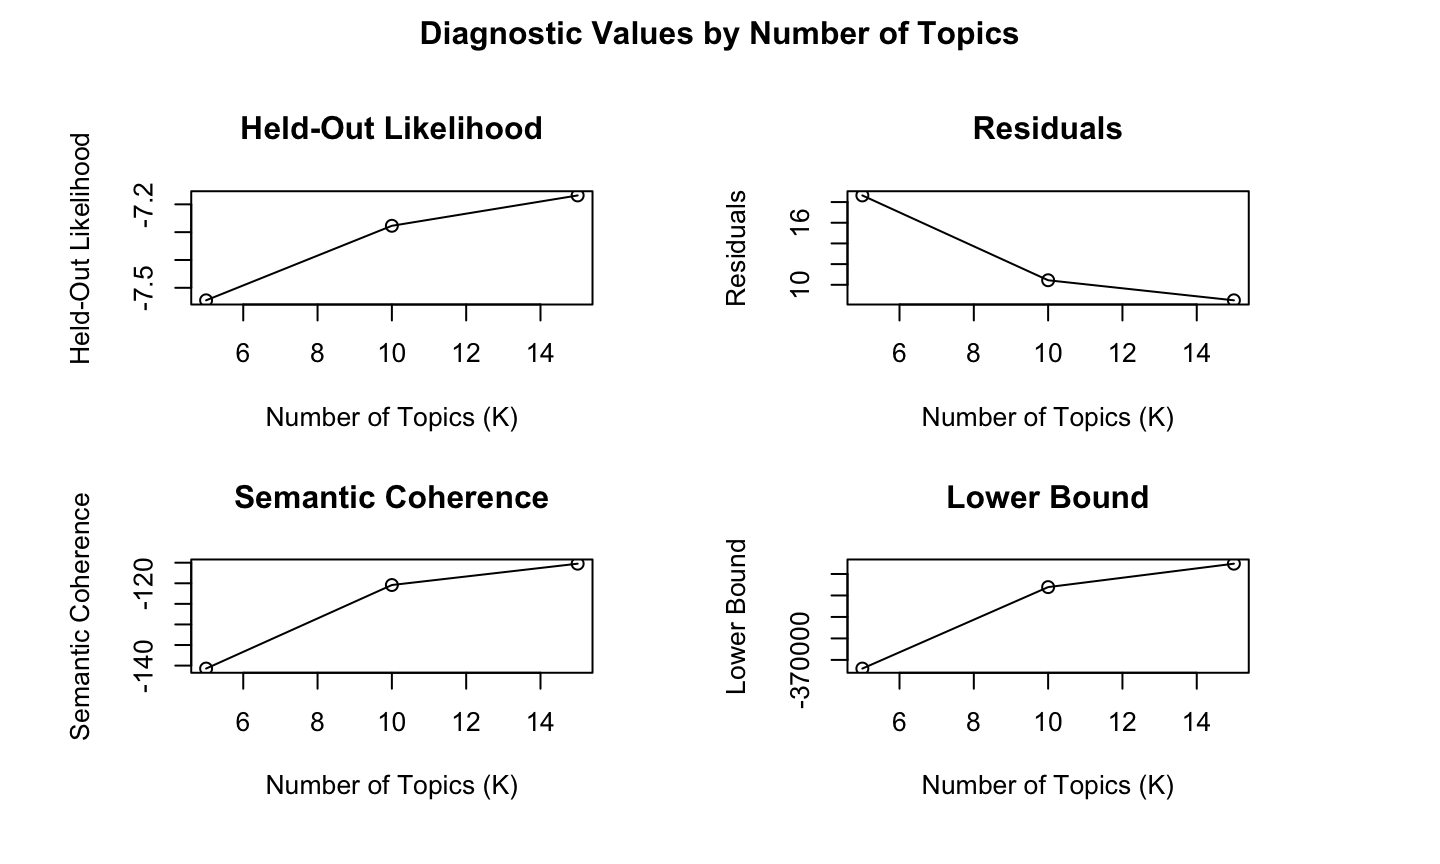 Diagnostic Values by Number of Topics
Held-Out Likelihood
Held-Out Likelihood
-7.2
-7.5
6 8 10 12 14
Number of Topics (K)
Residuals
Residuals
16
10
6 8 10 12 14
Number of Topics (K)
Semantic Coherence
Semantic Coherence
-120
-140
6 8 10 12 14
Number of Topics (K)
Lower Bound
Lower Bound
-370000
6 8 10 12 14
Number of Topics (K)